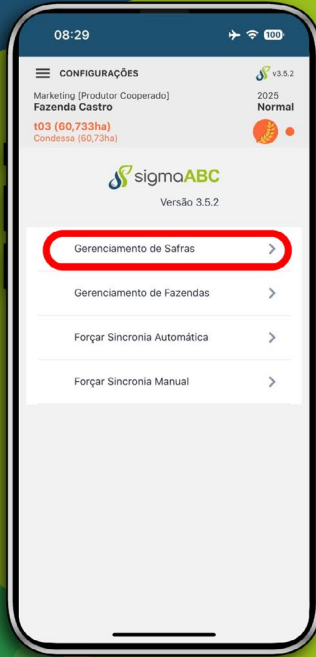 08:29
100
CONFIGURAÇÕES
v3.5.2
Marketing [Produtor Cooperado]
2025
Fazenda Castro
Normal
t03 (60,733ha)
Condessa (60,73ha)
sigmaABC
Versão 3.5.2
Gerenciamento de Safras
Gerenciamento de Fazendas
Forçar Sincronia Automática
Forçar Sincronia Manual